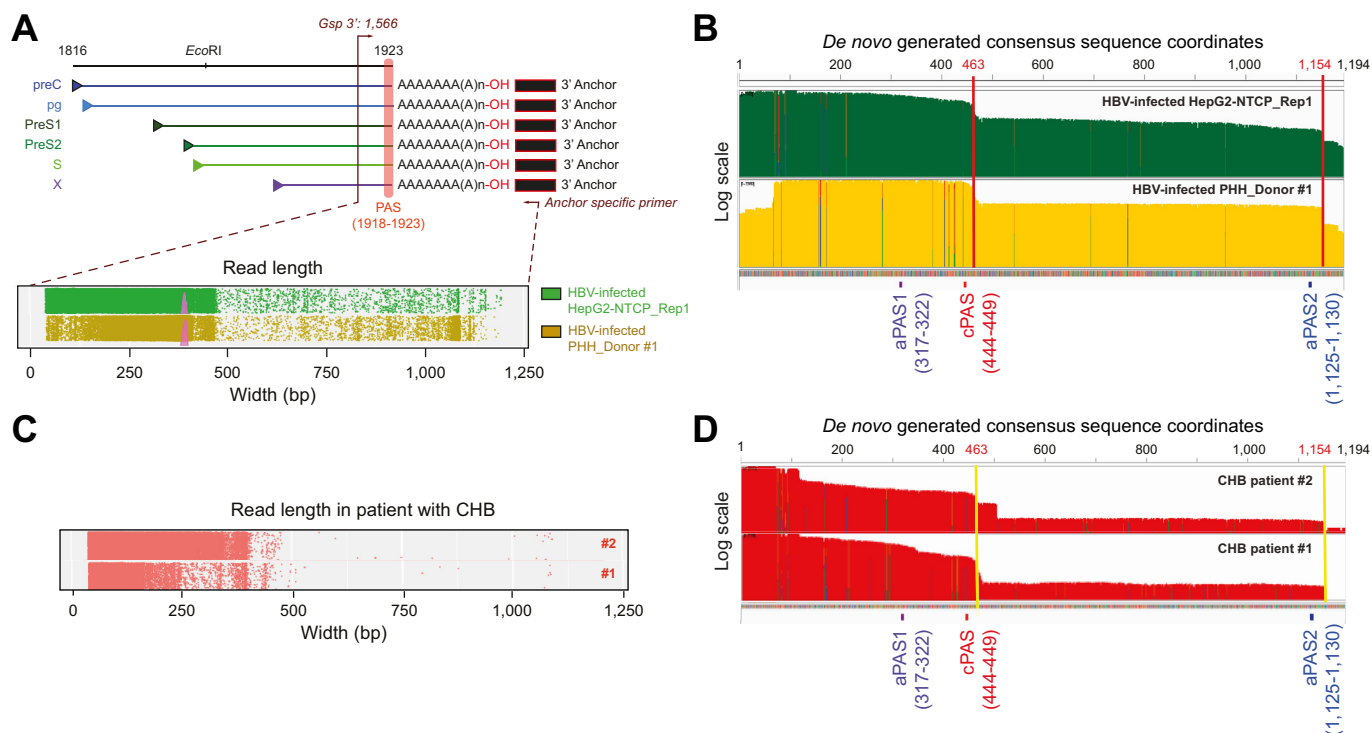 A
Gsp 3': 1,566
1816
EcoRI
1923
preC
AAAAAAA(A)n-OH
3' Anchor
pg
AAAAAAA(A)n-OH
3' Anchor
PreS1
AAAAAAA(A)n-OH
3' Anchor
PreS2
AAAAAAA(A)n-OH
3' Anchor
S
AAAAAAA(A)n-OH
3' Anchor
X
AAAAAAA(A)n-OH
3' Anchor
PAS
(1918-1923)
Anchor specific primer
Read length
HBV-infected
HepG2-NTCP_Rep1
HBV-infected
PHH_Donor #1
0 250 500 750 1,000 1,250
Width (bp)
B
De novo generated consensus sequence coordinates
1 200 400 463 600 800 1,000 1,154 1,194
HBV-infected HepG2-NTCP_Rep1
HBV-infected PHH_Donor #1
Log scale
aPAS1
(317-322)
cPAS
(444-449)
aPAS2
(1,125-1,130)
C
Read length in patient with CHB
#2
#1
0 250 500 750 1,000 1,250
Width (bp)
D
De novo generated consensus sequence coordinates
1 200 400 463 600 800 1,000 1,154 1,194
CHB patient #2
CHB patient #1
Log scale
aPAS1
(317-322)
cPAS
(444-449)
aPAS2
(1,125-1,130)